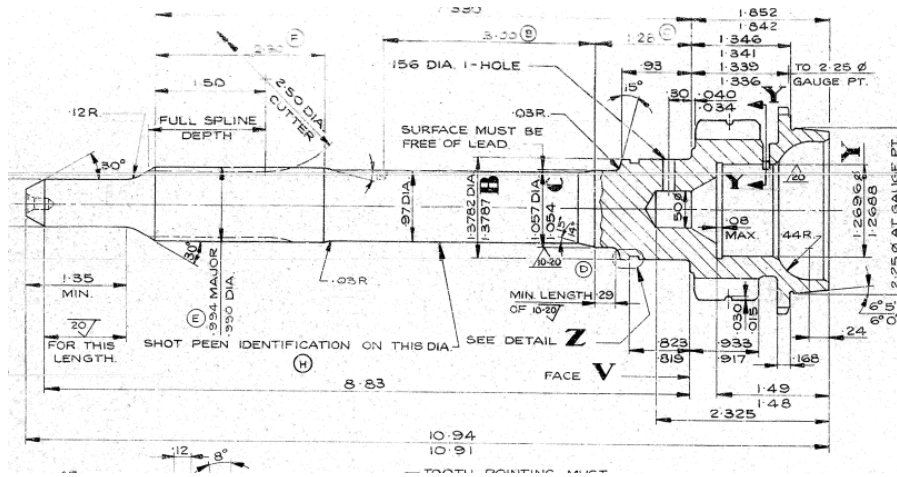 1.852
1.842
3.00 B
1.28 C
1.346
1.341
1.339
1.336
TO 2.25 Ø
GAUGE PT.
.93
1.50
2.50 DIA.
CUTTER
.156 DIA. 1-HOLE
15°
.30
.040
.034
Y
.12R.
FULL SPLINE
DEPTH
.03R.
SURFACE MUST BE
FREE OF LEAD.
30°
.97 DIA.
1.3782 DIA.
1.3787 DIA.
B
1.057 DIA.
1.054
C
.50 Ø
Y
20
X
1.2696 Ø
1.2688
2.25 Ø AT GAUGE PT.
.08
MAX.
.44R.
30°
1.35
MIN.
20
FOR THIS
LENGTH.
E
.994 MAJOR
.990 DIA.
.03R
10-20
D
MIN. LENGTH .29
OF 10-20
SHOT PEEN IDENTIFICATION ON THIS DIA.
H
SEE DETAIL Z
.030
.015
.24
.823
.819
.933
.917
.168
FACE V
8.83
1.49
1.48
2.325
10.94
10.91
.12
8°
TOOTH POINTING MUST